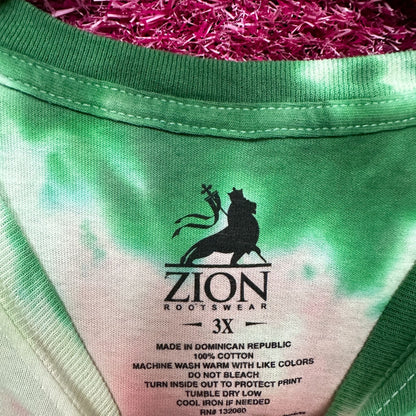 ZION
ROOTSWEAR
3X
MADE IN DOMINICAN REPUBLIC
100% COTTON
MACHINE WASH WARM WITH LIKE COLORS
DO NOT BLEACH
TURN INSIDE OUT TO PROTECT PRINT
TUMBLE DRY LOW
COOL IRON IF NEEDED
RN# 132060